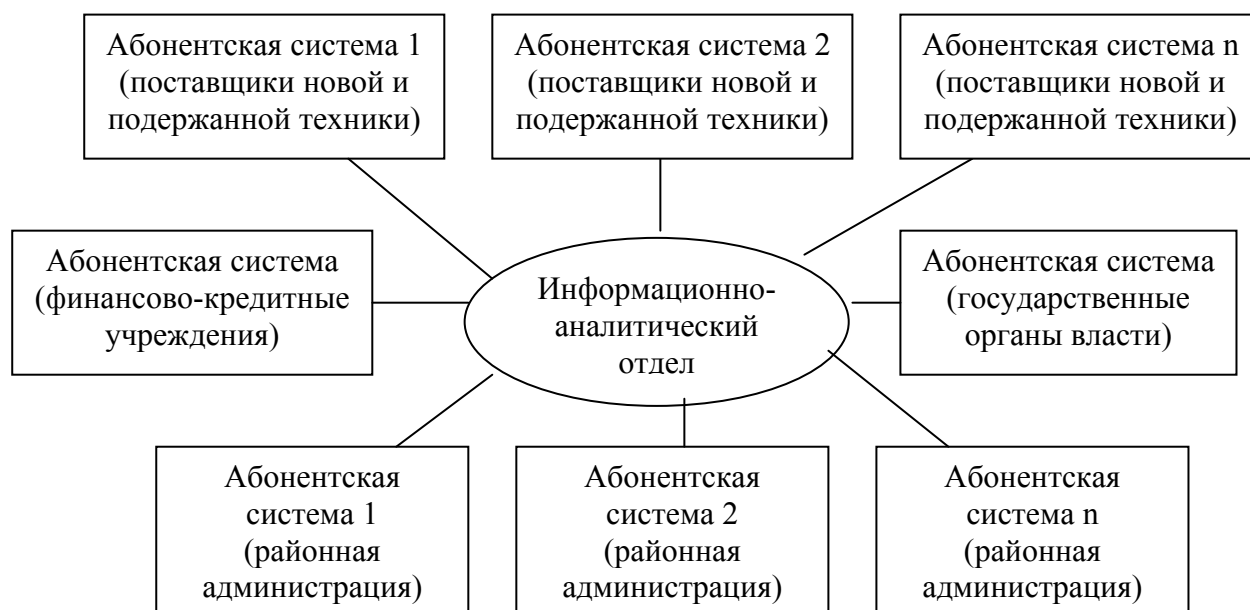 Абонентская система 1
(поставщики новой и
подержанной техники)
Абонентская система 2
(поставщики новой и
подержанной техники)
Абонентская система n
(поставщики новой и
подержанной техники)
Абонентская система
(финансово-кредитные
учреждения)
Информационно-
аналитический
отдел
Абонентская система
(государственные
органы власти)
Абонентская
система 1
(районная
администрация)
Абонентская
система 2
(районная
администрация)
Абонентская
система n
(районная
администрация)